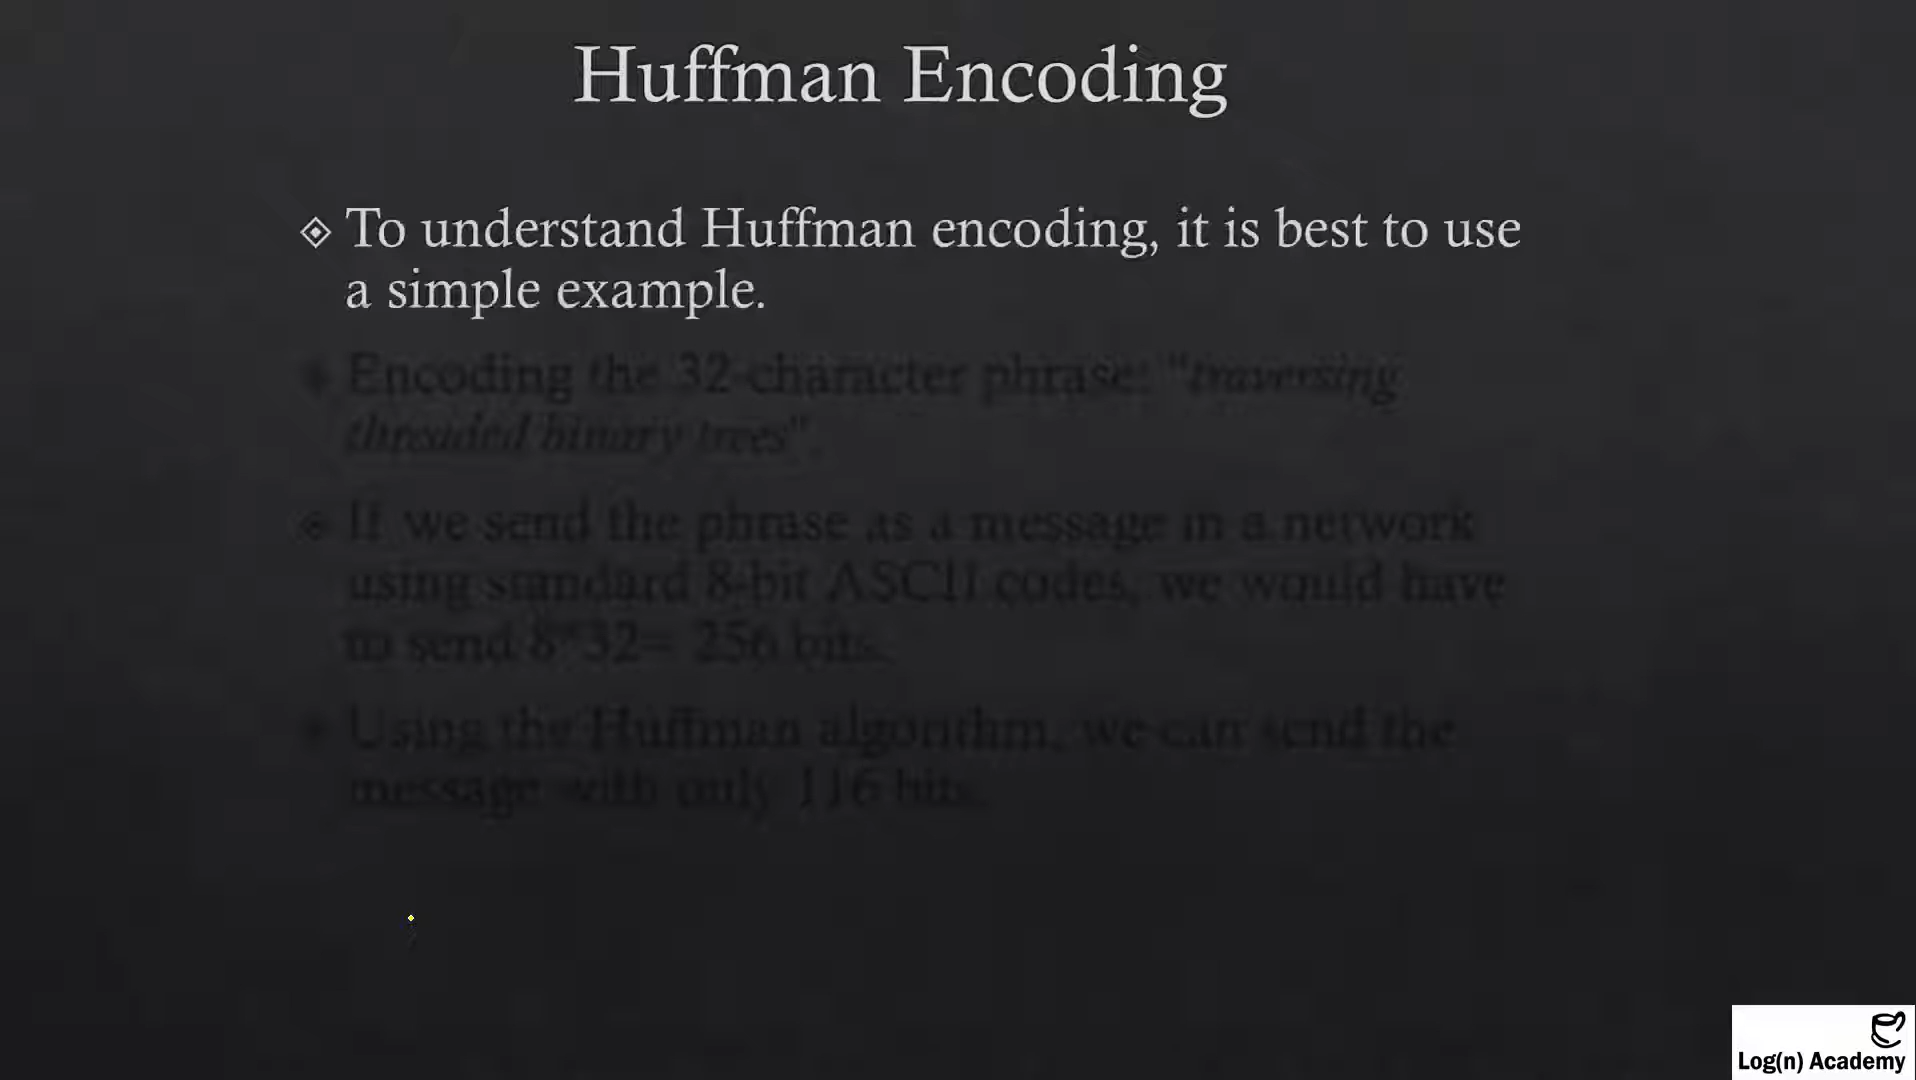 Huffman Encoding
To understand Huffman encoding, it is best to use
a simple example.
Encoding the 32-character phrase: "traversing
threaded binary trees".
If we send the phrase as a message in a network
using standard 8-bit ASCII codes, we would have
to send 8*32= 256 bits.
Using the Huffman algorithm, we can send the
message with only 116 bits.
Log(n) Academy